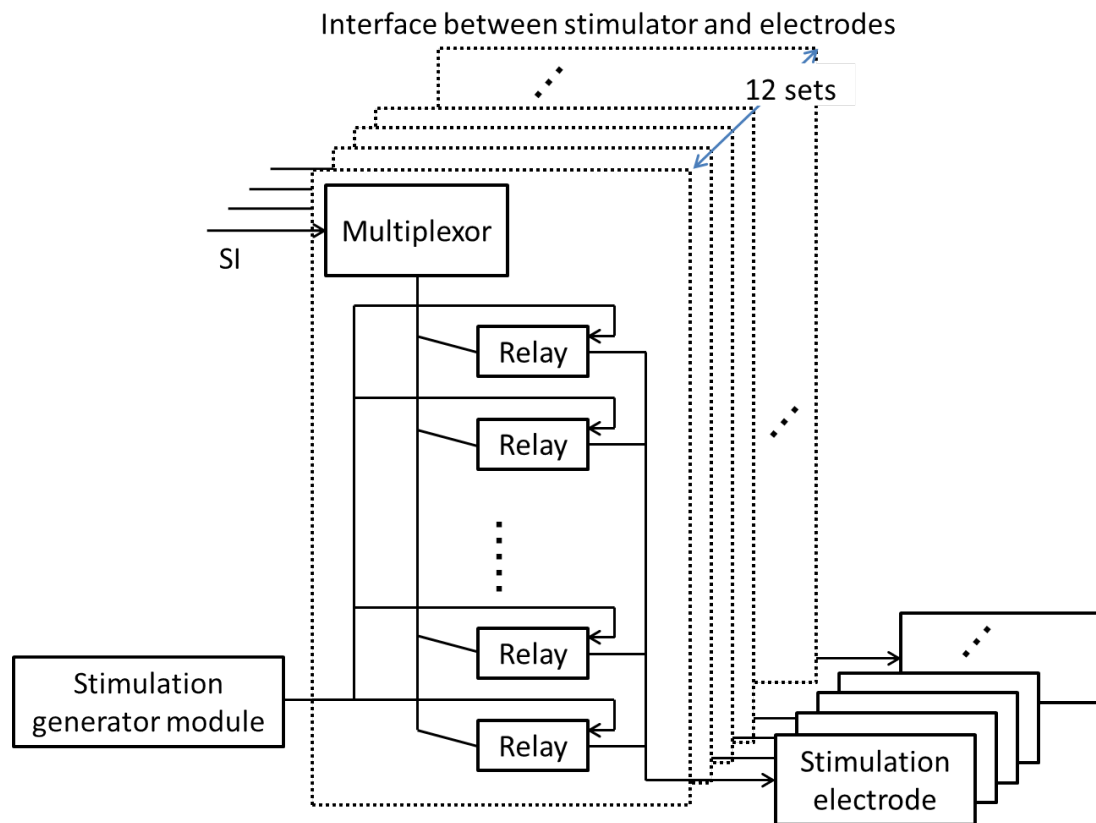 Interface between stimulator and electrodes
12 sets
Multiplexor
SI
Relay
Relay
Relay
Relay
Stimulation
generator module
Stimulation
electrode